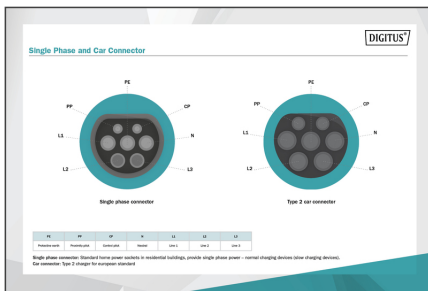 DIGITUS®
Single Phase and Car Connector
PE
PP
CP
L1
N
L2
L3
Single phase connector
PE
PP
CP
L1
N
L2
L3
Type 2 car connector
PE PP CP N L1 L2 L3
Protective earth Proximity pilot Control pilot Neutral Line 1 Line 2 Line 3
Single phase connector: Standard home power sockets in residential buildings, provide single phase power – normal charging devices (slow charging devices).
Car connector: Type 2 charger for european standard